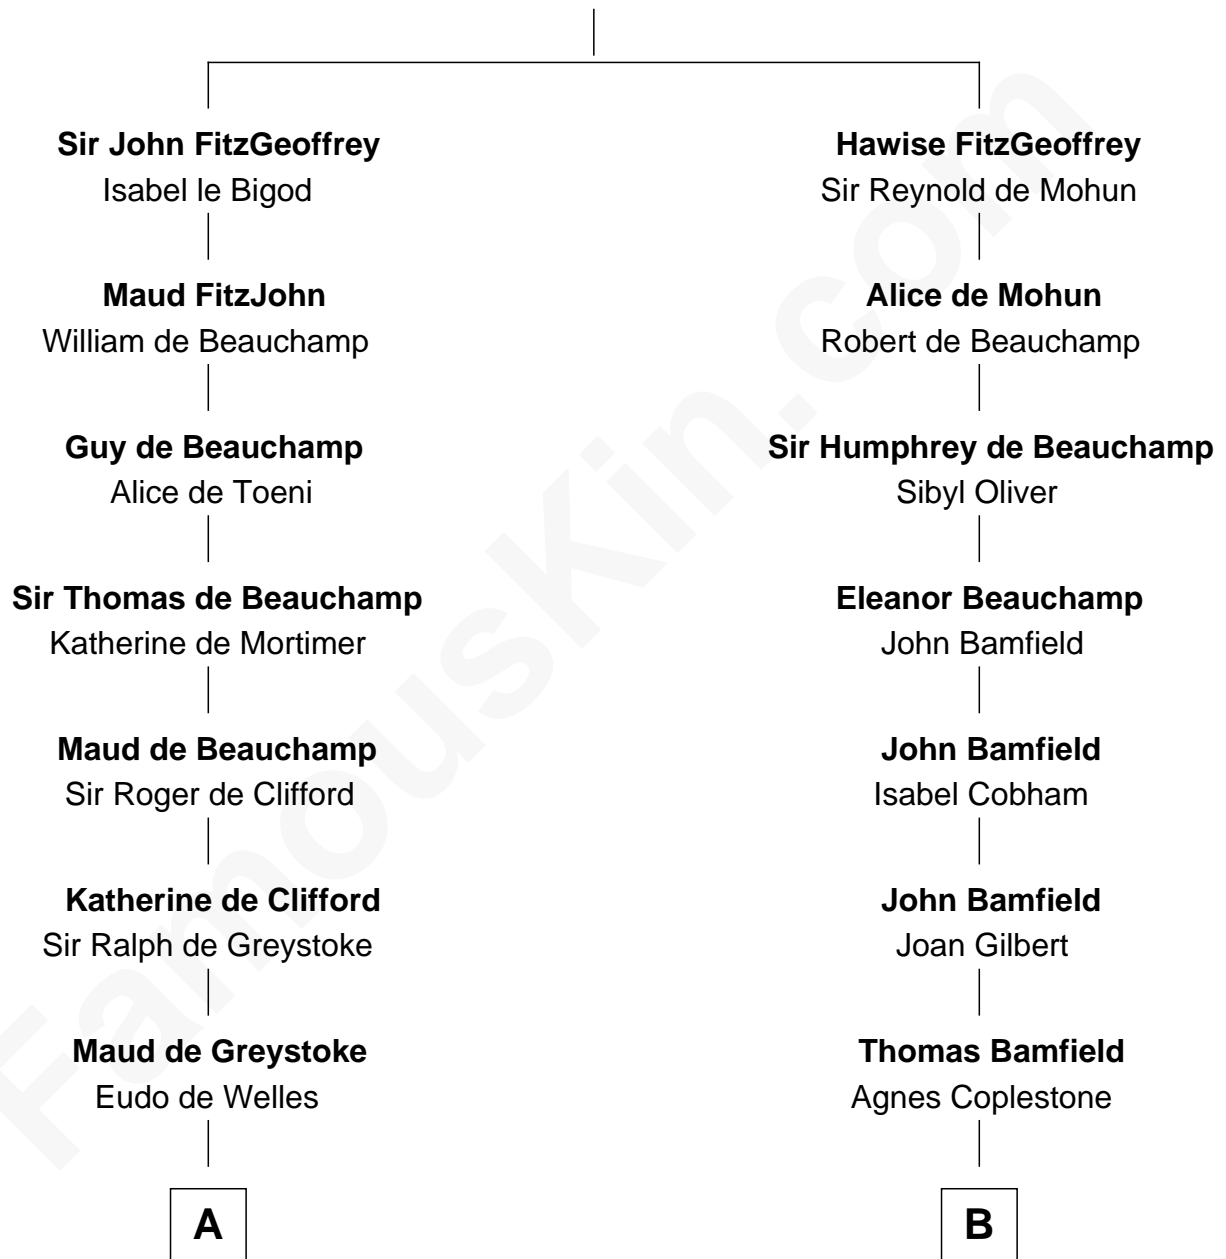 Sir John FitzGeoffrey
Isabel le Bigod
Maud FitzJohn
William de Beauchamp
Guy de Beauchamp
Alice de Toeni
Sir Thomas de Beauchamp
Katherine de Mortimer
Maud de Beauchamp
Sir Roger de Clifford
Katherine de Clifford
Sir Ralph de Greystoke
Maud de Greystoke
Eudo de Welles
A
Hawise FitzGeoffrey
Sir Reynold de Mohun
Alice de Mohun
Robert de Beauchamp
Sir Humphrey de Beauchamp
Sibyl Oliver
Eleanor Beauchamp
John Bamfield
John Bamfield
Isabel Cobham
John Bamfield
Joan Gilbert
Thomas Bamfield
Agnes Coplestone
B
FamousKin.com